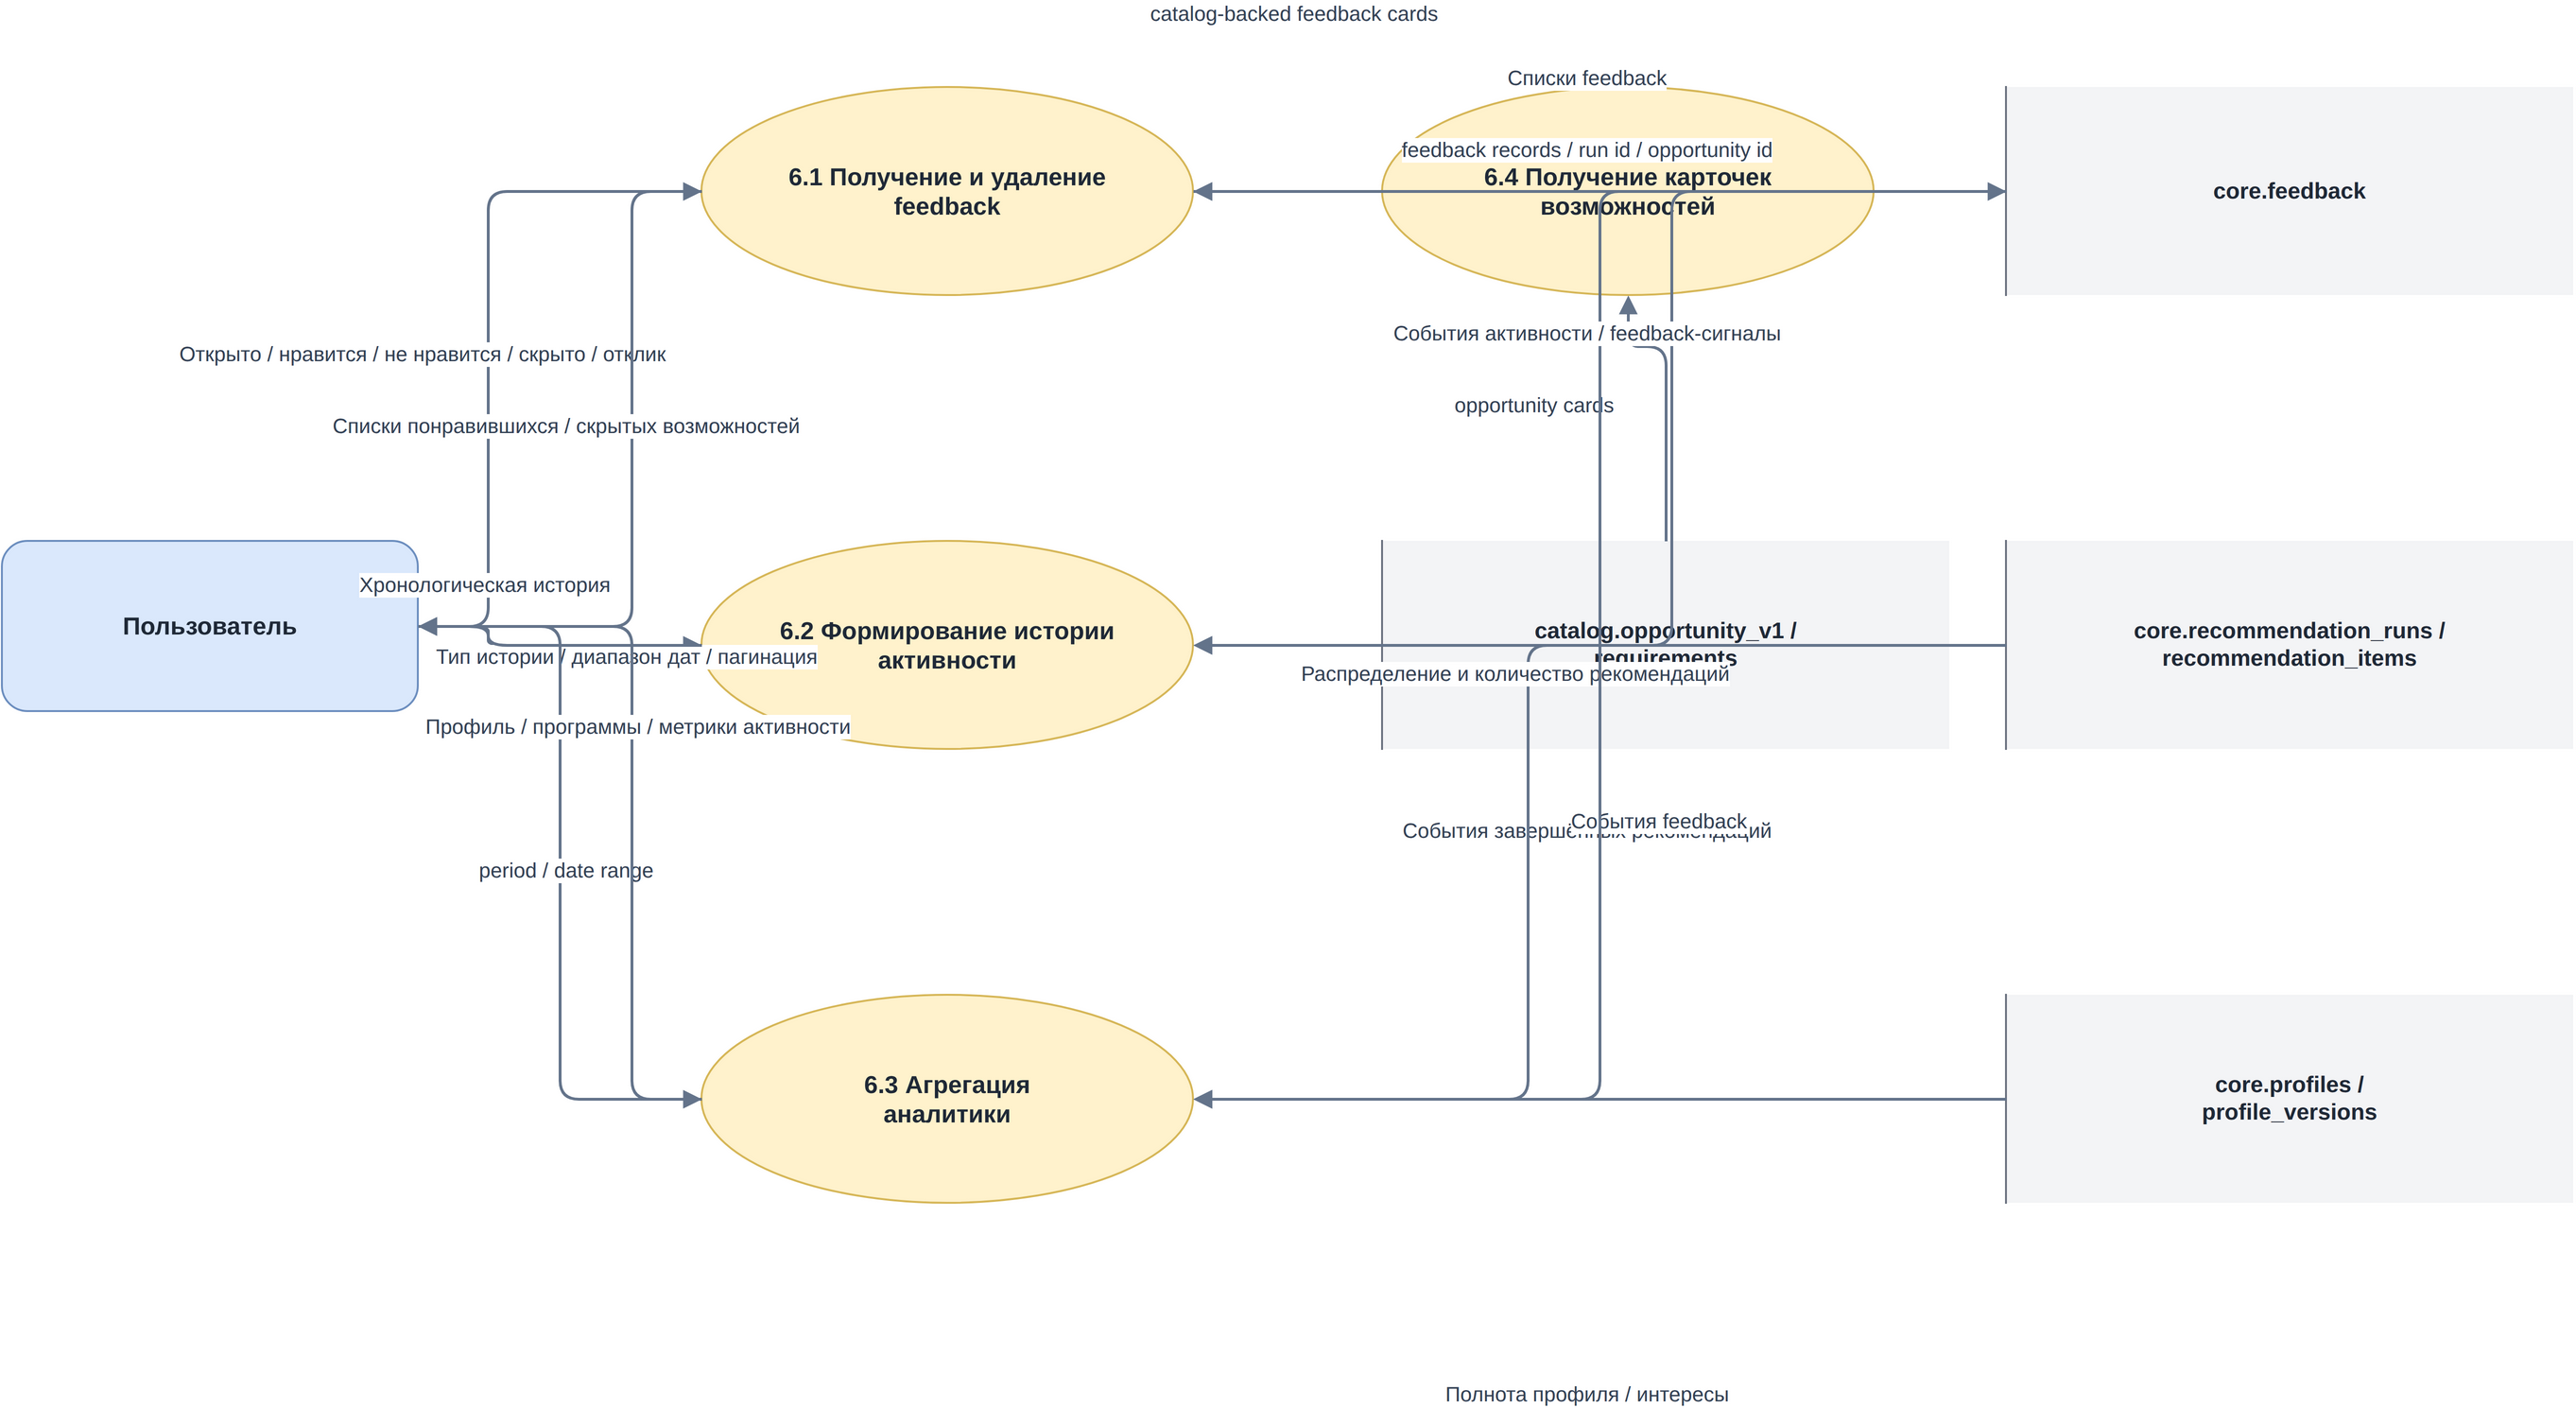 catalog-backed feedback cards
Списки feedback
feedback records / run id / opportunity id
6.1 Получение и удаление
feedback
6.4 Получение карточек
возможностей
core.feedback
События активности / feedback-сигналы
Открыто / нравится / не нравится / скрыто / отклик
opportunity cards
Списки понравившихся / скрытых возможностей
Хронологическая история
Пользователь
6.2 Формирование истории
активности
catalog.opportunity_v1 /
requirements
core.recommendation_runs /
recommendation_items
Тип истории / диапазон дат / пагинация
Распределение и количество рекомендаций
Профиль / программы / метрики активности
События feedback
События завершённых рекомендаций
period / date range
6.3 Агрегация
аналитики
core.profiles /
profile_versions
Полнота профиля / интересы